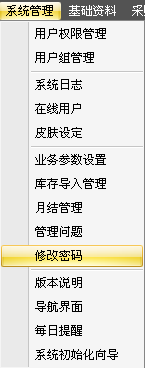 系统管理 基础资料
用户权限管理
用户组管理
系统日志
在线用户
皮肤设定
业务参数设置
库存导入管理
月结管理
管理问题
修改密码
版本说明
导航界面
每日提醒
系统初始化向导